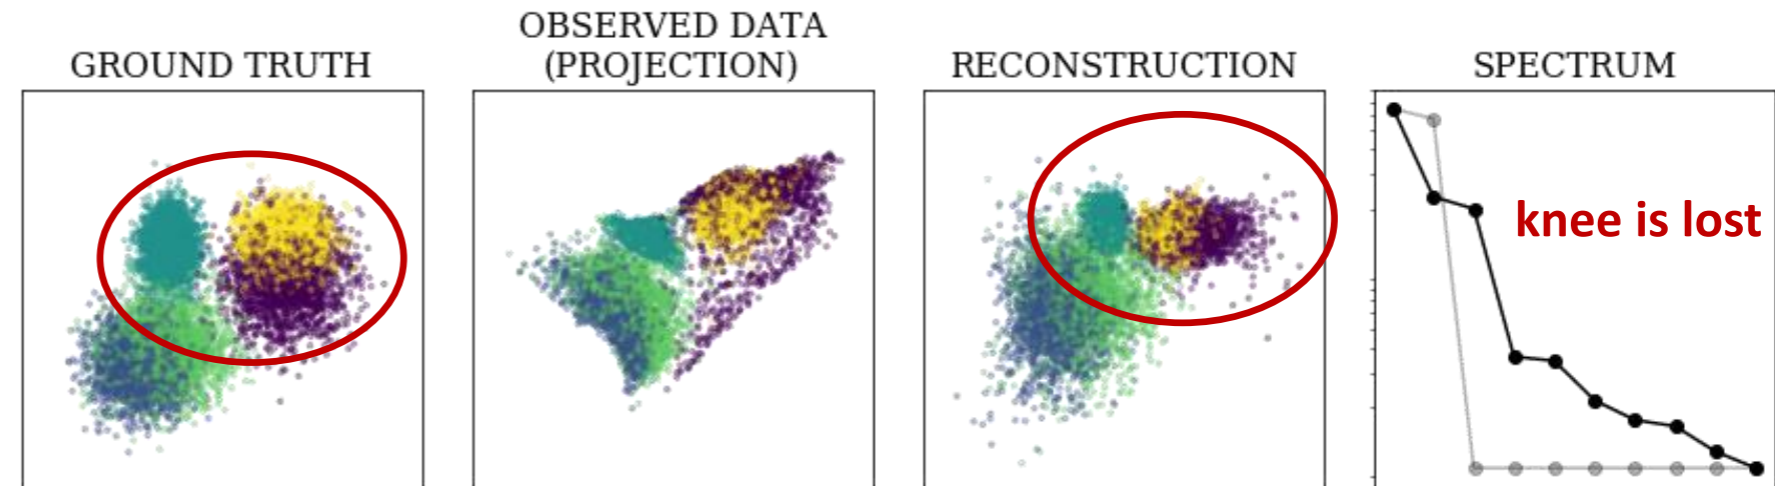 GROUND TRUTH
OBSERVED DATA
(PROJECTION)
RECONSTRUCTION
SPECTRUM
knee is lost